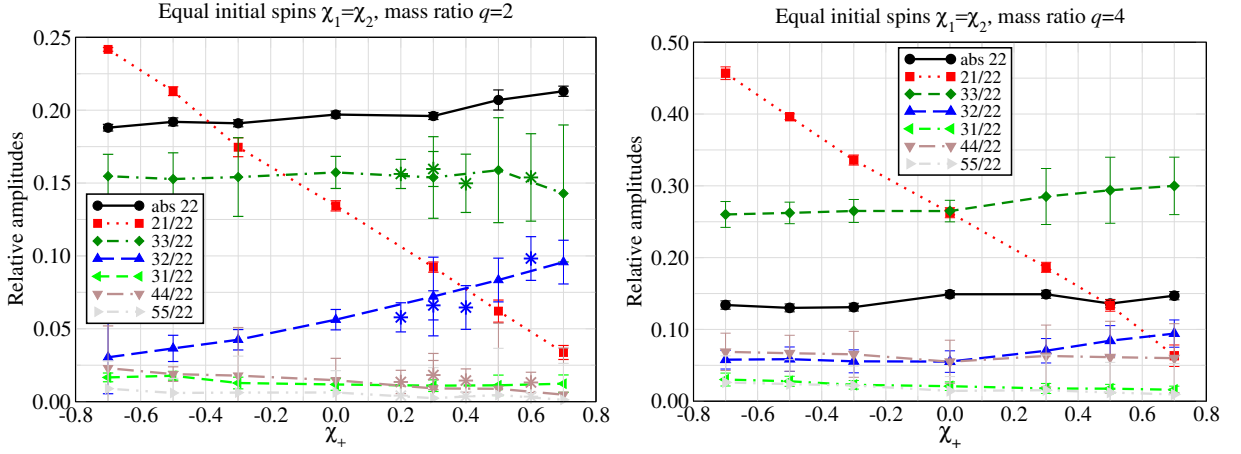 Equal initial spins χ₁=χ₂, mass ratio q=2
Relative amplitudes
0.25
0.20
0.15
0.10
0.05
0.00
abs 22
21/22
33/22
32/22
31/22
44/22
55/22
-0.8 -0.6 -0.4 -0.2 0.0 0.2 0.4 0.6 0.8
χ₊
Equal initial spins χ₁=χ₂, mass ratio q=4
Relative amplitudes
0.50
0.40
0.30
0.20
0.10
0.00
abs 22
21/22
33/22
32/22
31/22
44/22
55/22
-0.8 -0.6 -0.4 -0.2 0.0 0.2 0.4 0.6 0.8
χ₊